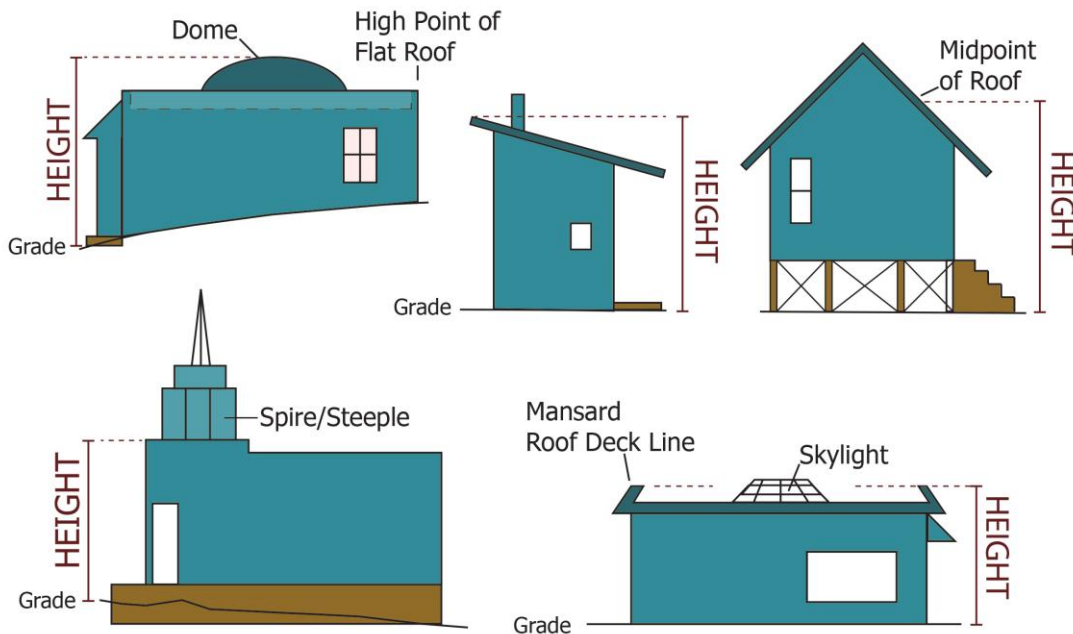 Dome
High Point of
Flat Roof
HEIGHT
Grade
HEIGHT
Grade
Midpoint
of Roof
HEIGHT
Spire/Steeple
HEIGHT
Grade
Mansard
Roof Deck Line
Skylight
HEIGHT
Grade